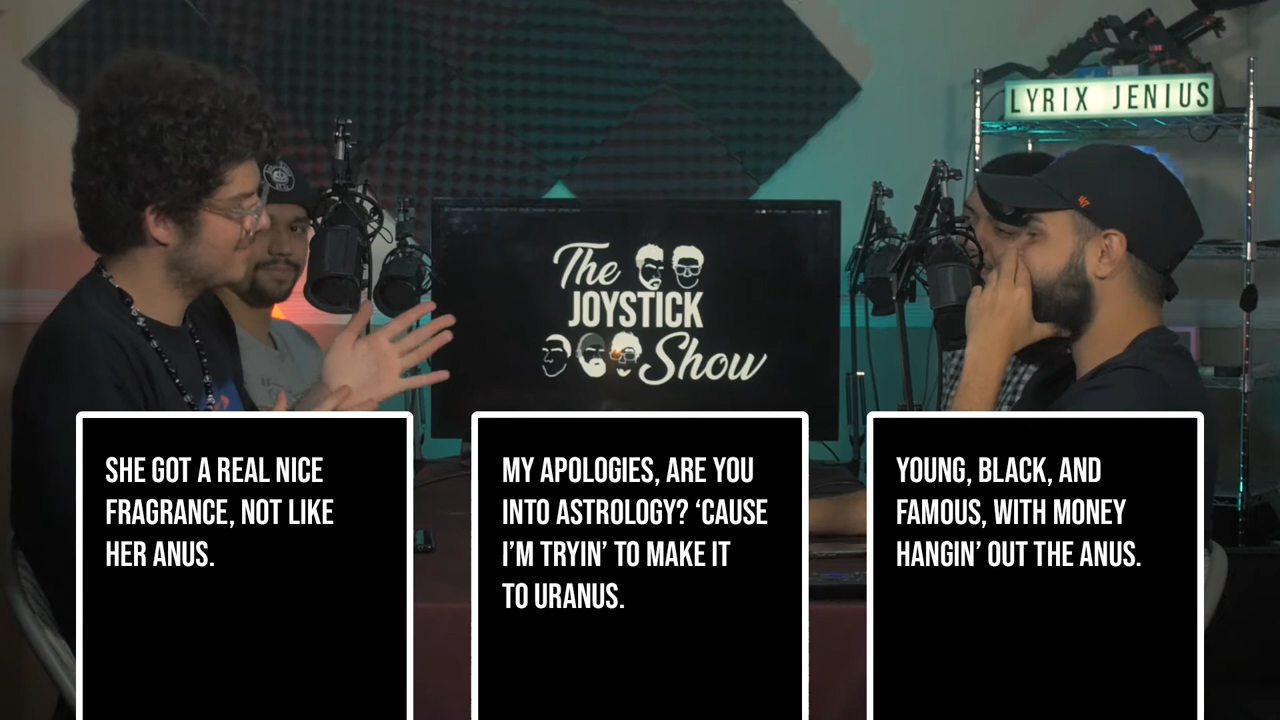 LYRIX JENIUS
The
JOYSTICK
Show
SHE GOT A REAL NICE
FRAGRANCE, NOT LIKE
HER ANUS.
MY APOLOGIES, ARE YOU
INTO ASTROLOGY? ‘CAUSE
I’M TRYIN’ TO MAKE IT
TO URANUS.
YOUNG, BLACK, AND
FAMOUS, WITH MONEY
HANGIN’ OUT THE ANUS.